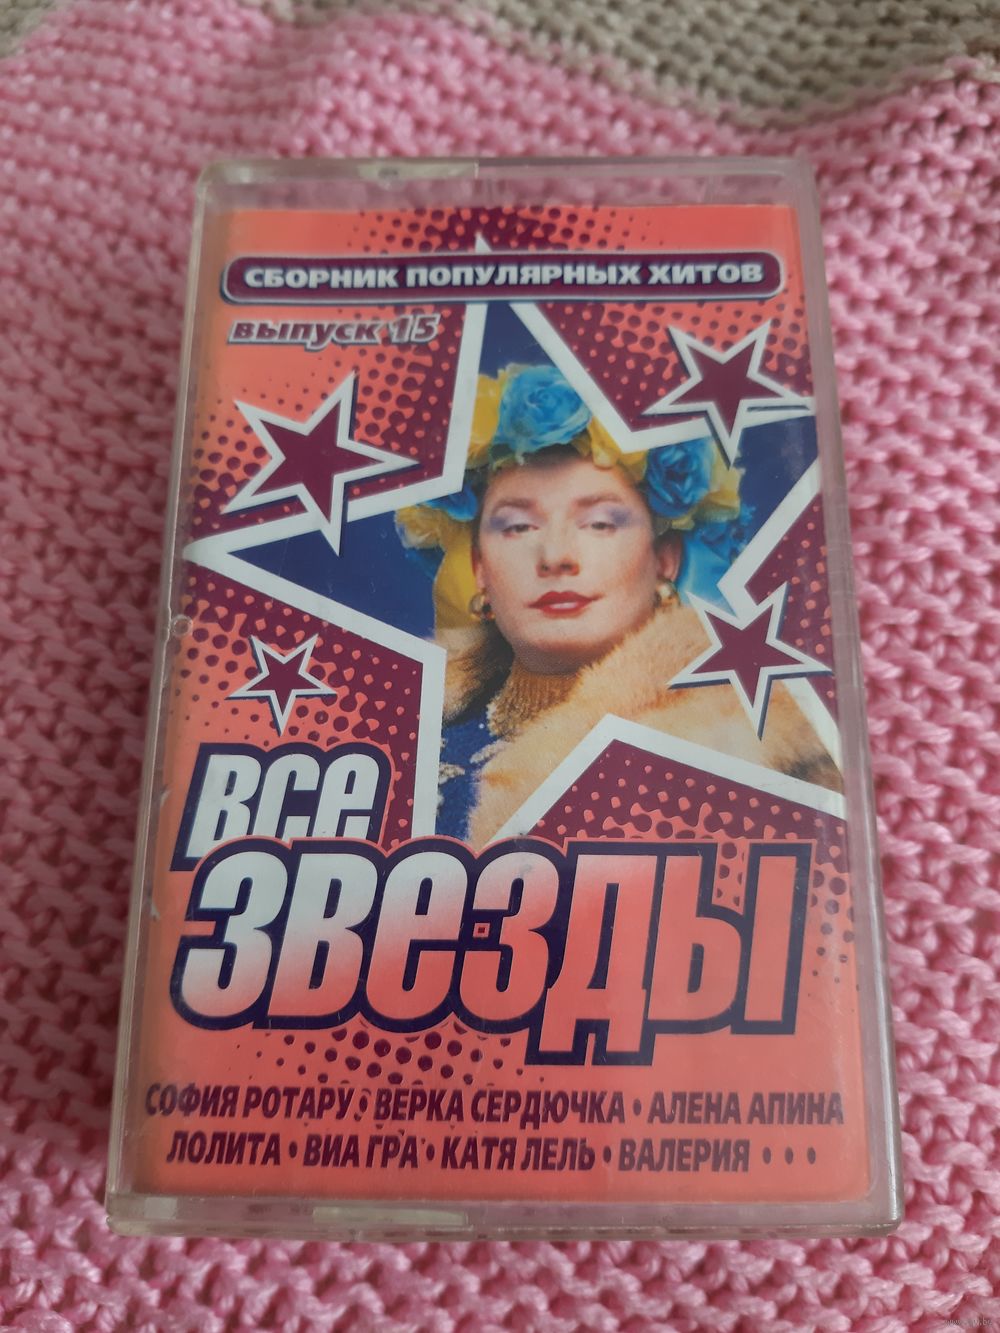 СБОРНИК ПОПУЛЯРНЫХ ХИТОВ
выпуск 15
все
звезды
СОФИЯ РОТАРУ • ВЕРКА СЕРДЮЧКА • АЛЕНА АПИНА
ЛОЛИТА • ВИА ГРА • КАТЯ ЛЕЛЬ • ВАЛЕРИЯ • • •